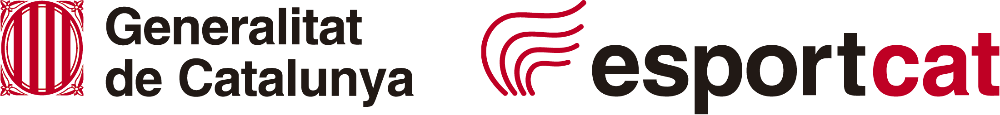 Generalitat
de Catalunya
esportcat